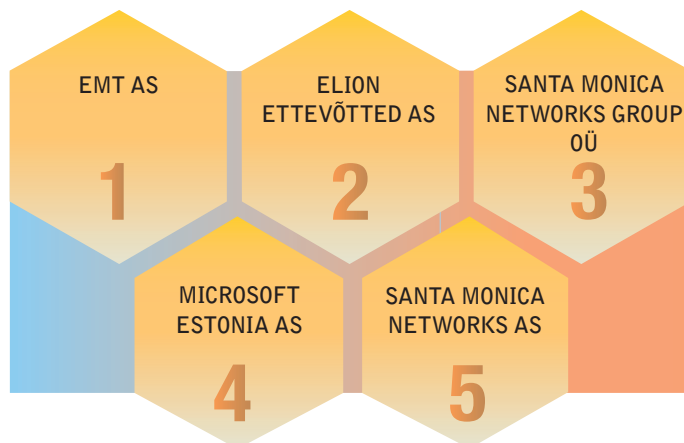 EMT AS
1
ELION
ETTEVÕTTED AS
2
SANTA MONICA
NETWORKS GROUP
OÜ
3
MICROSOFT
ESTONIA AS
4
SANTA MONICA
NETWORKS AS
5